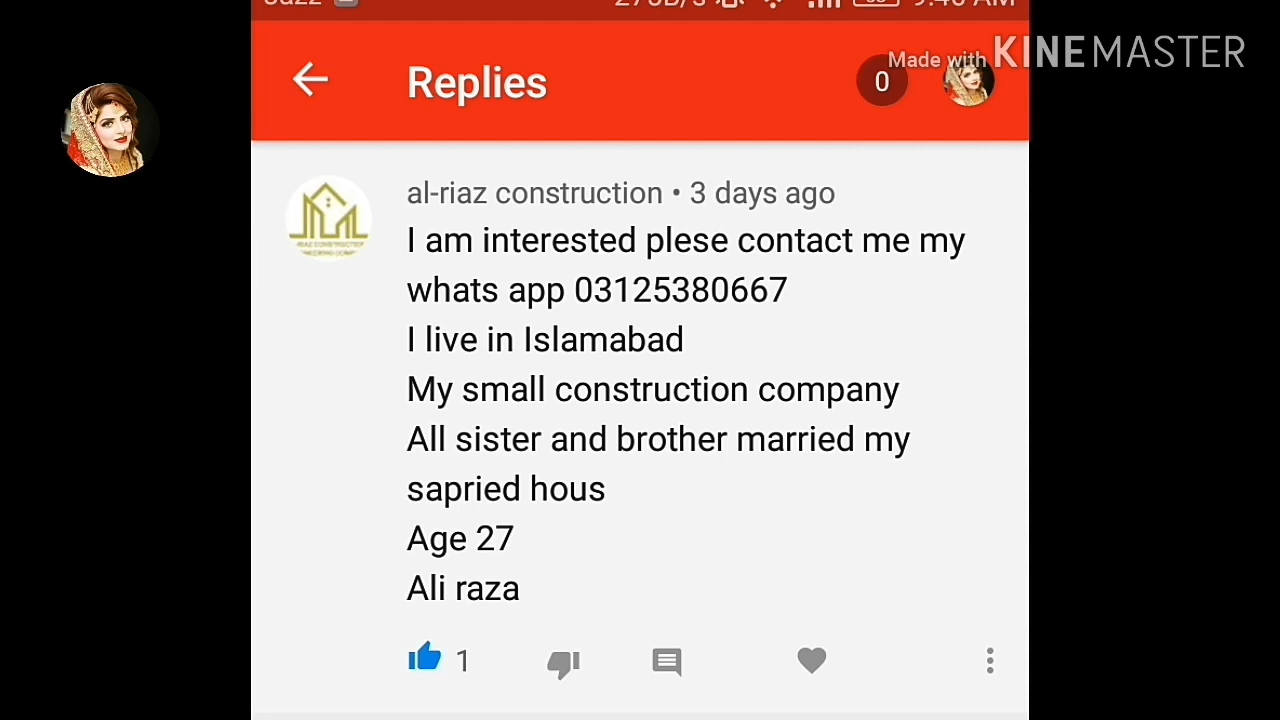 Made with KINEMASTER
Replies
0
al-riaz construction • 3 days ago
I am interested plese contact me my
whats app 03125380667
I live in Islamabad
My small construction company
All sister and brother married my
sapried hous
Age 27
Ali raza
1